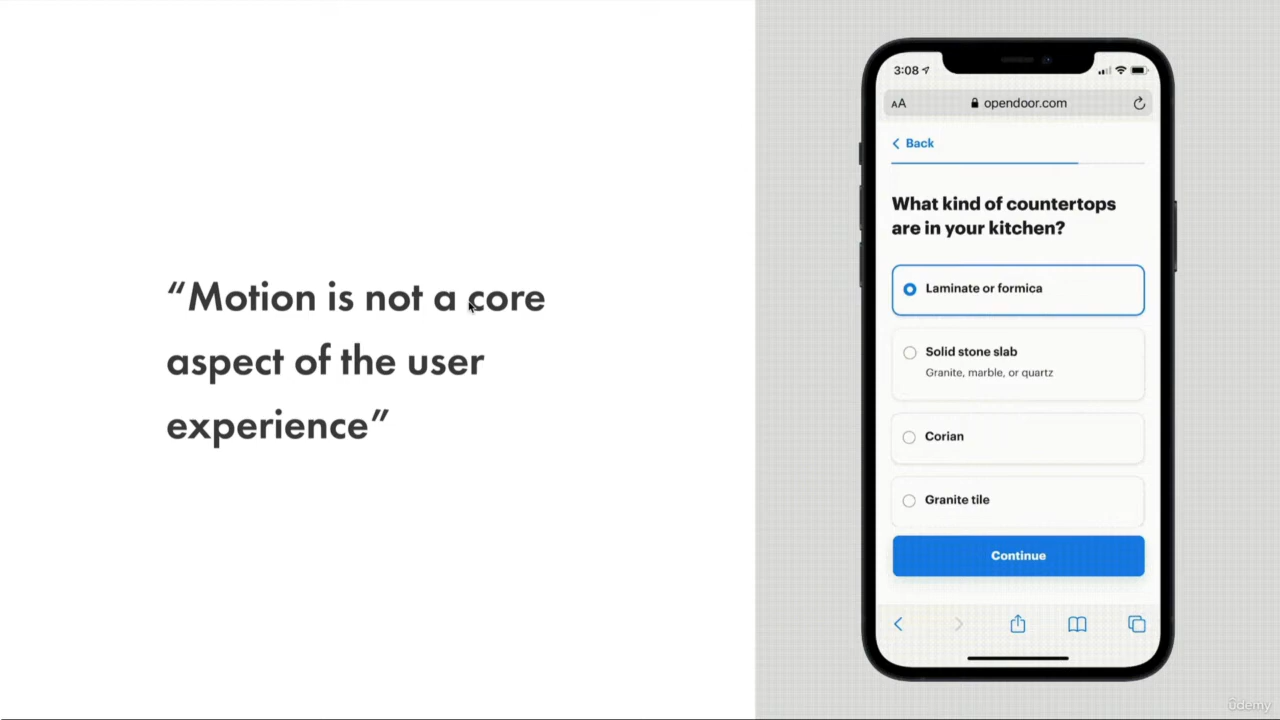 “Motion is not a core
aspect of the user
experience”
3:08
AA
opendoor.com
Back
What kind of countertops
are in your kitchen?
Laminate or formica
Solid stone slab
Granite, marble, or quartz
Corian
Granite tile
Continue
ûdemy